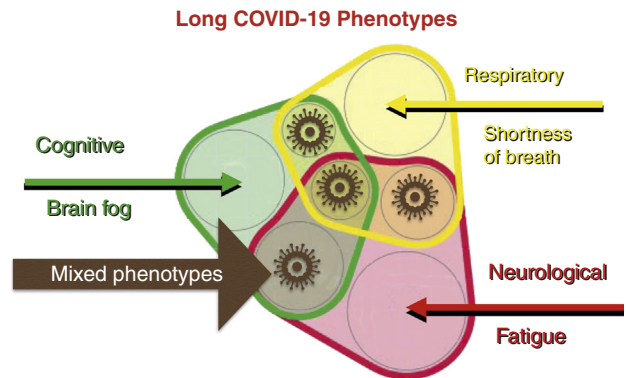 Long COVID-19 Phenotypes
Respiratory
Shortness
of breath
Cognitive
Brain fog
Mixed phenotypes
Neurological
Fatigue